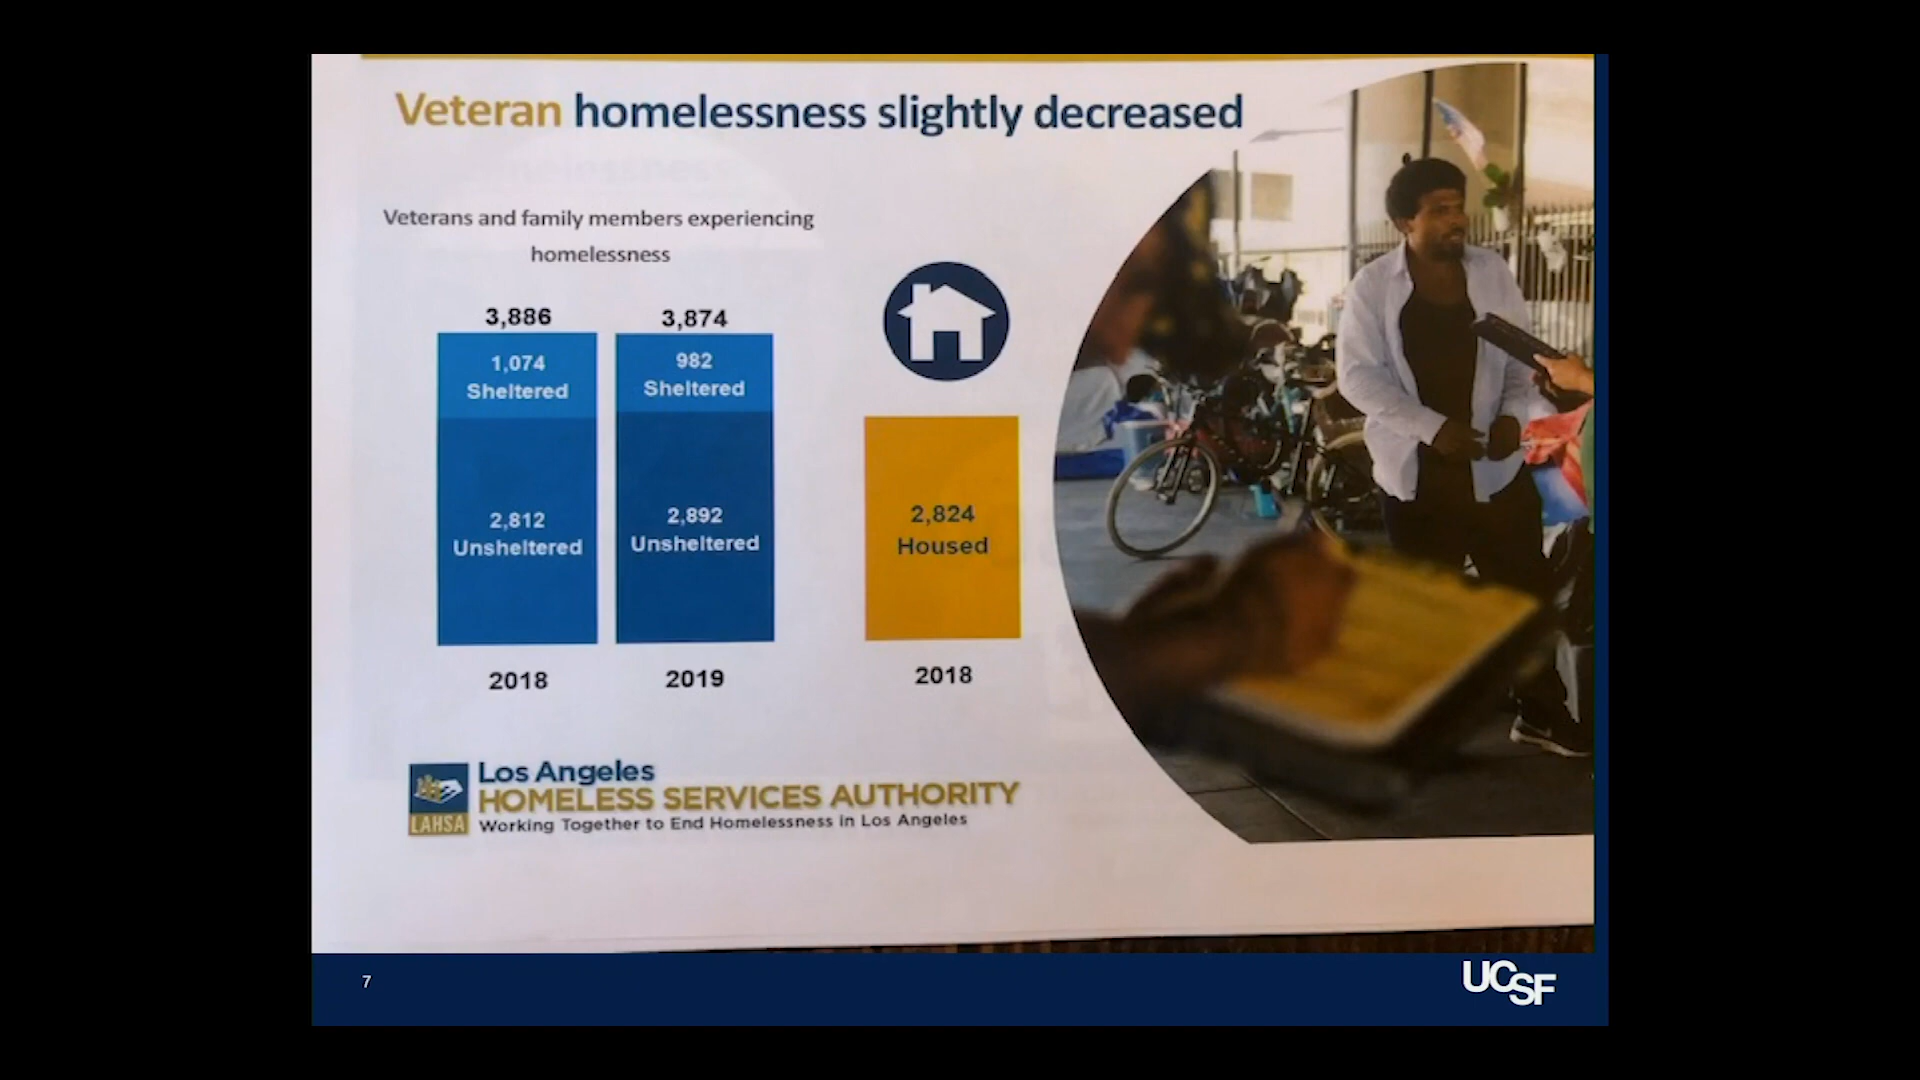 Veteran homelessness slightly decreased
Veterans and family members experiencing
homelessness
3,886
1,074
Sheltered
2,812
Unsheltered
2018
3,874
982
Sheltered
2,892
Unsheltered
2019
2,824
Housed
2018
LAHSA
Los Angeles
HOMELESS SERVICES AUTHORITY
Working Together to End Homelessness in Los Angeles
7
UCSF